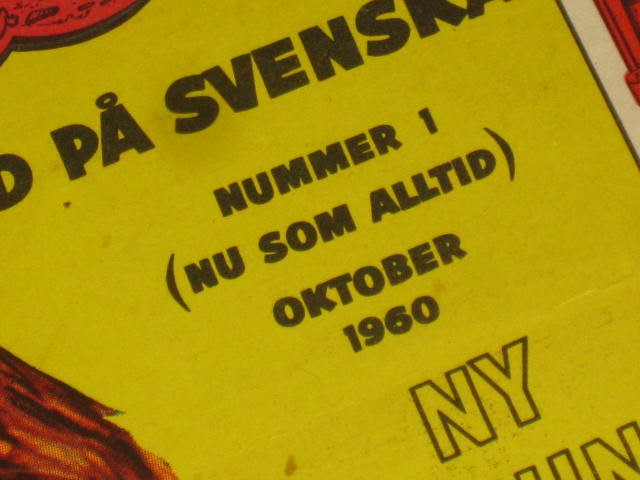 D PÅ SVENSKA
NUMMER 1
(NU SOM ALLTID)
OKTOBER
1960
NY